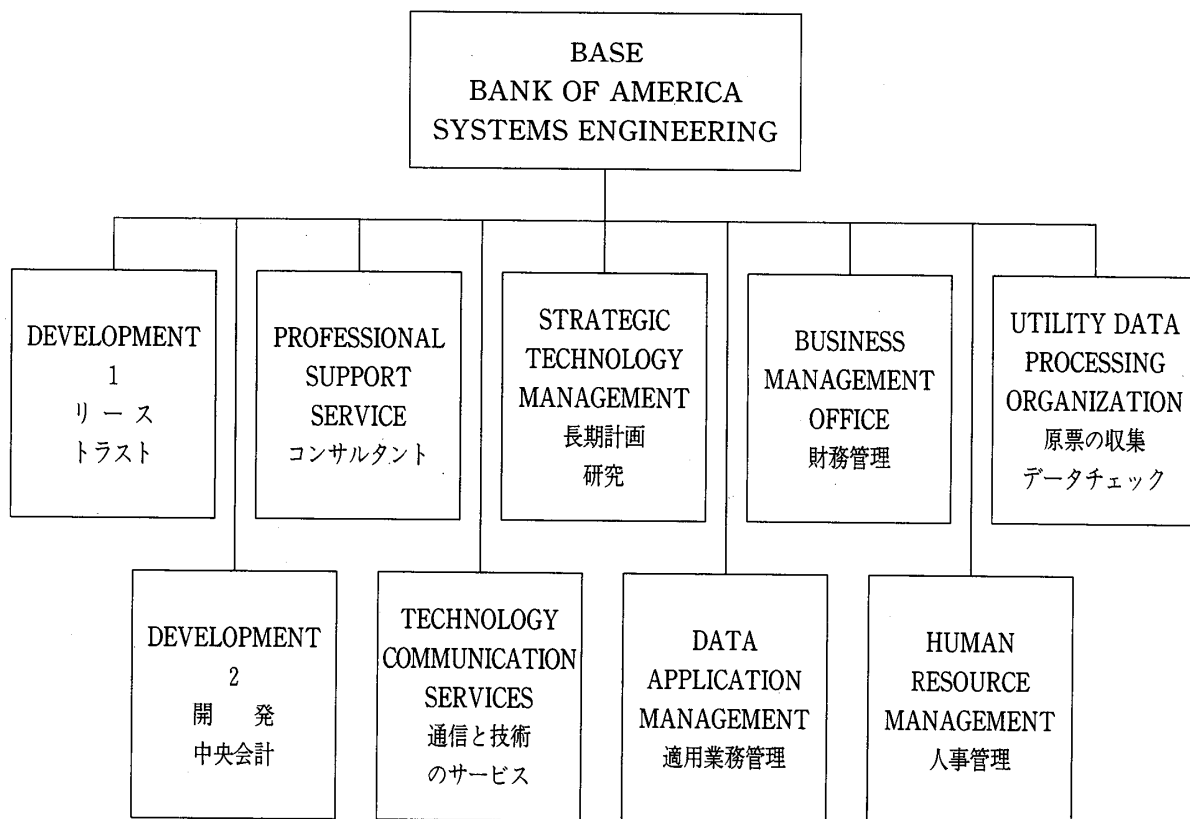 BASE
BANK OF AMERICA
SYSTEMS ENGINEERING
DEVELOPMENT
1
リース
トラスト
PROFESSIONAL
SUPPORT
SERVICE
コンサルタント
STRATEGIC
TECHNOLOGY
MANAGEMENT
長期計画
研究
BUSINESS
MANAGEMENT
OFFICE
財務管理
UTILITY DATA
PROCESSING
ORGANIZATION
原票の収集
データチェック
DEVELOPMENT
2
開発
中央会計
TECHNOLOGY
COMMUNICATION
SERVICES
通信と技術
のサービス
DATA
APPLICATION
MANAGEMENT
適用業務管理
HUMAN
RESOURCE
MANAGEMENT
人事管理